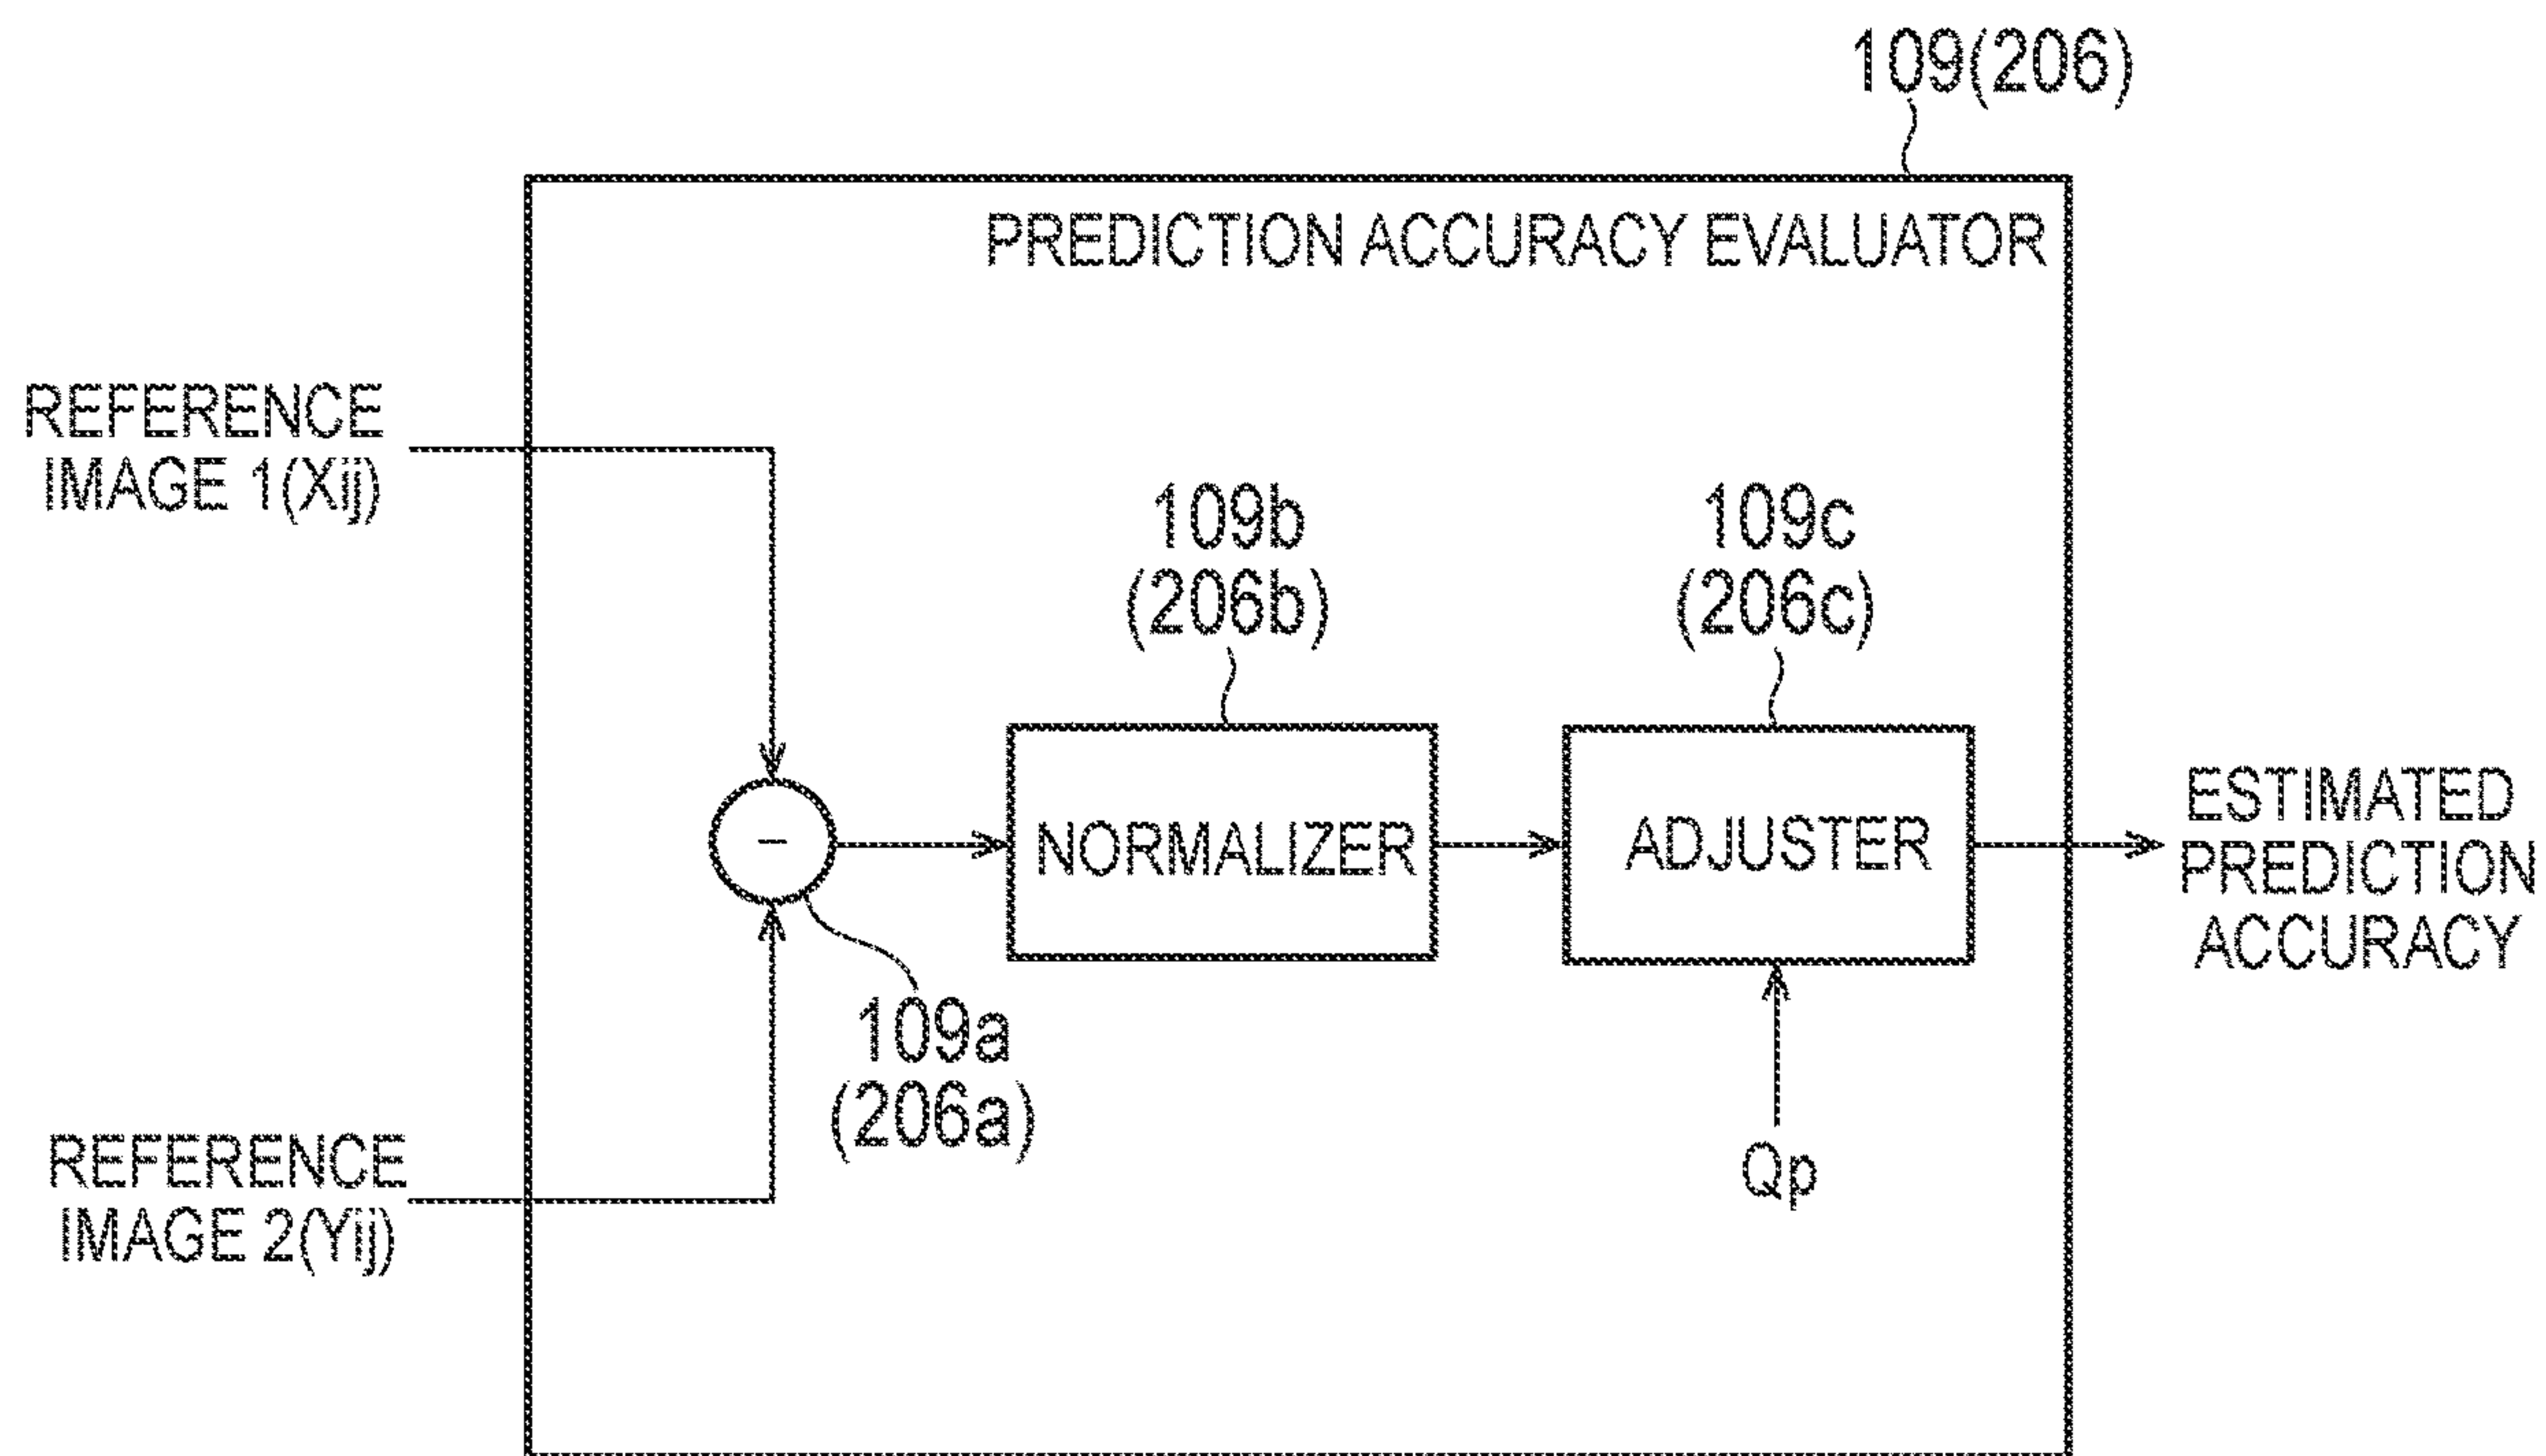 109(206)
PREDICTION ACCURACY EVALUATOR
REFERENCE
IMAGE 1(Xij)
109b
(206b)
109c
(206c)
-
NORMALIZER
ADJUSTER
ESTIMATED
PREDICTION
ACCURACY
109a
(206a)
Qp
REFERENCE
IMAGE 2(Yij)